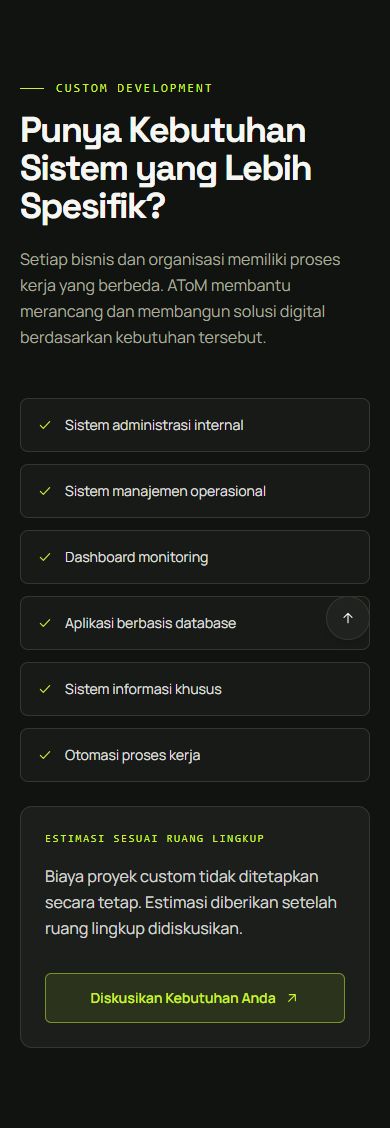 CUSTOM DEVELOPMENT
Punya Kebutuhan
Sistem yang Lebih
Spesifik?
Setiap bisnis dan organisasi memiliki proses
kerja yang berbeda. AToM membantu
merancang dan membangun solusi digital
berdasarkan kebutuhan tersebut.
Sistem administrasi internal
Sistem manajemen operasional
Dashboard monitoring
Aplikasi berbasis database
Sistem informasi khusus
Otomasi proses kerja
ESTIMASI SESUAI RUANG LINGKUP
Biaya proyek custom tidak ditetapkan
secara tetap. Estimasi diberikan setelah
ruang lingkup didiskusikan.
Diskusikan Kebutuhan Anda